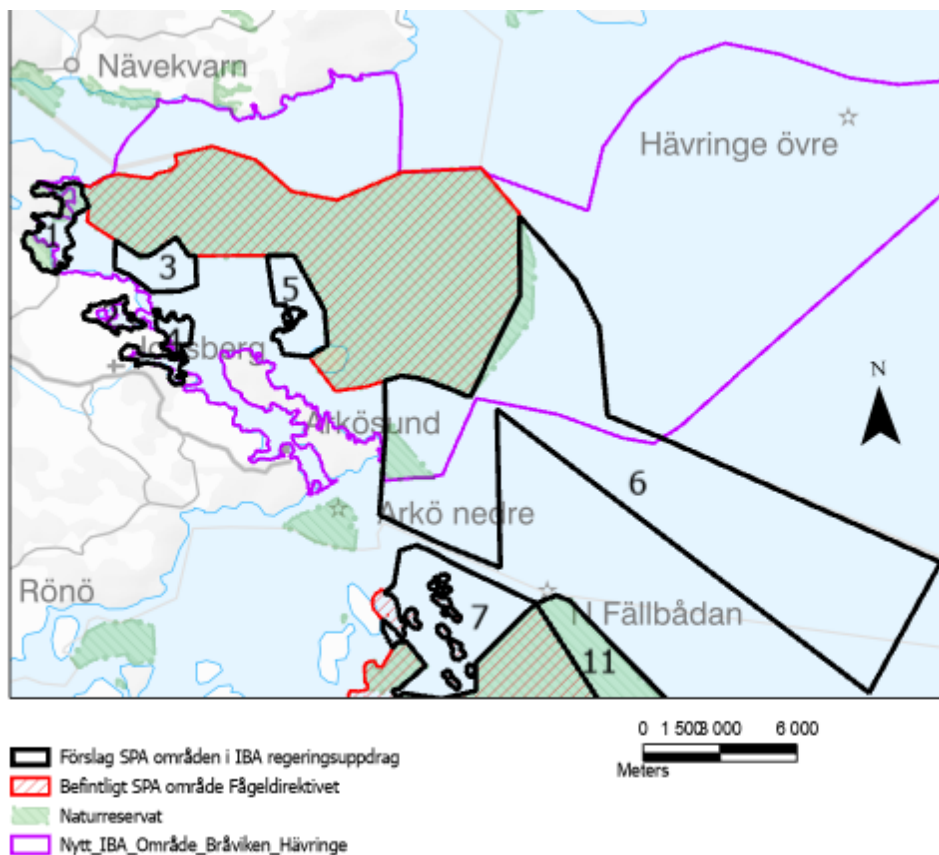 Nävekvarn
Hävringe övre
1
3
5
Jonsberg
Arkösund
N
6
Arkö nedre
Rönö
7
N Fällbådan
11
0 1 500 3 000 6 000
Meters
Förslag SPA områden i IBA regeringsuppdrag
Befintligt SPA område Fågeldirektivet
Naturreservat
Nytt_IBA_Område_Bråviken_Hävringe